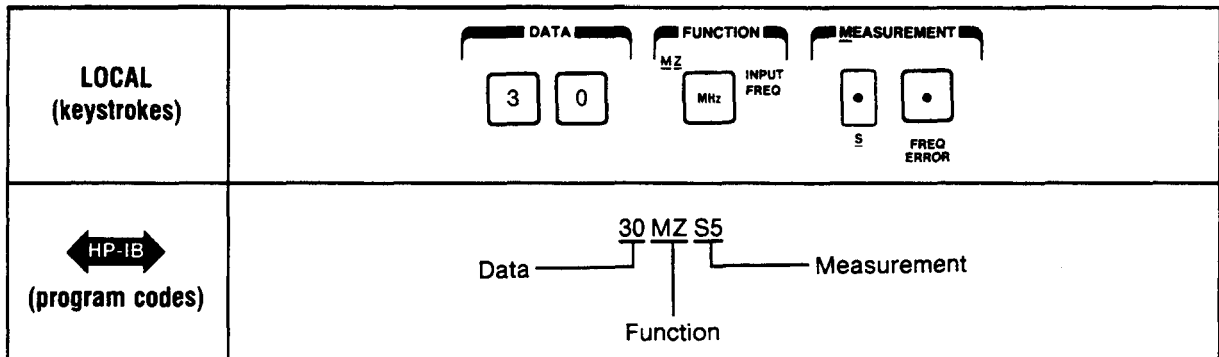 LOCAL
(keystrokes)
DATA
FUNCTION
MEASUREMENT
MZ
3 0
MHz
INPUT
FREQ
S
FREQ
ERROR
HP-IB
(program codes)
30 MZ S5
Data
Measurement
Function